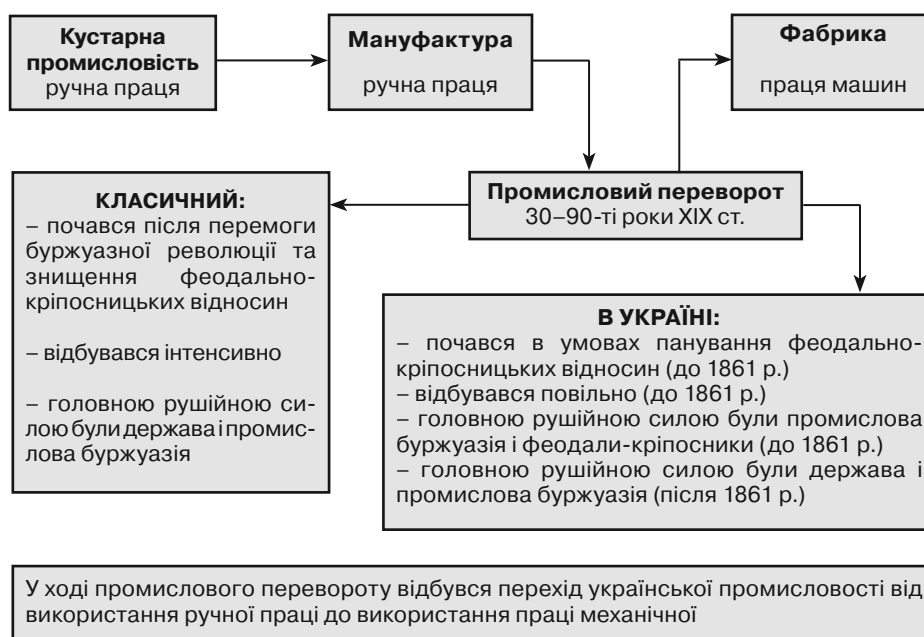 Кустарна
промисловість
ручна праця
Мануфактура
ручна праця
Фабрика
праця машин
Промисловий переворот
30–90-ті роки XIX ст.
КЛАСИЧНИЙ:
– почався після перемоги
буржуазної революції та
знищення феодально-
кріпосницьких відносин
– відбувався інтенсивно
– головною рушійною си-
лою були держава і промис-
лова буржуазія
В УКРАЇНІ:
– почався в умовах панування феодально-
кріпосницьких відносин (до 1861 р.)
– відбувався повільно (до 1861 р.)
– головною рушійною силою були промислова
буржуазія і феодали-кріпосники (до 1861 р.)
– головною рушійною силою були держава і
промислова буржуазія (після 1861 р.)
У ході промислового перевороту відбувся перехід української промисловості від
використання ручної праці до використання праці механічної